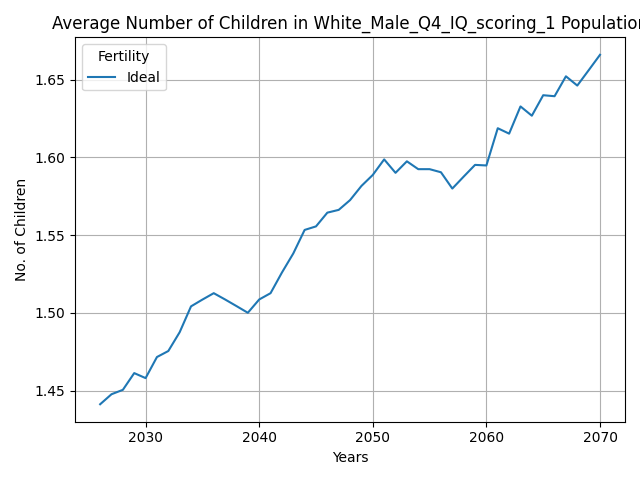 Average Number of Children in White_Male_Q4_IQ_scoring_1 Population
Fertility
Ideal
No. of Children
1.65
1.60
1.55
1.50
1.45
2030 2040 2050 2060 2070
Years